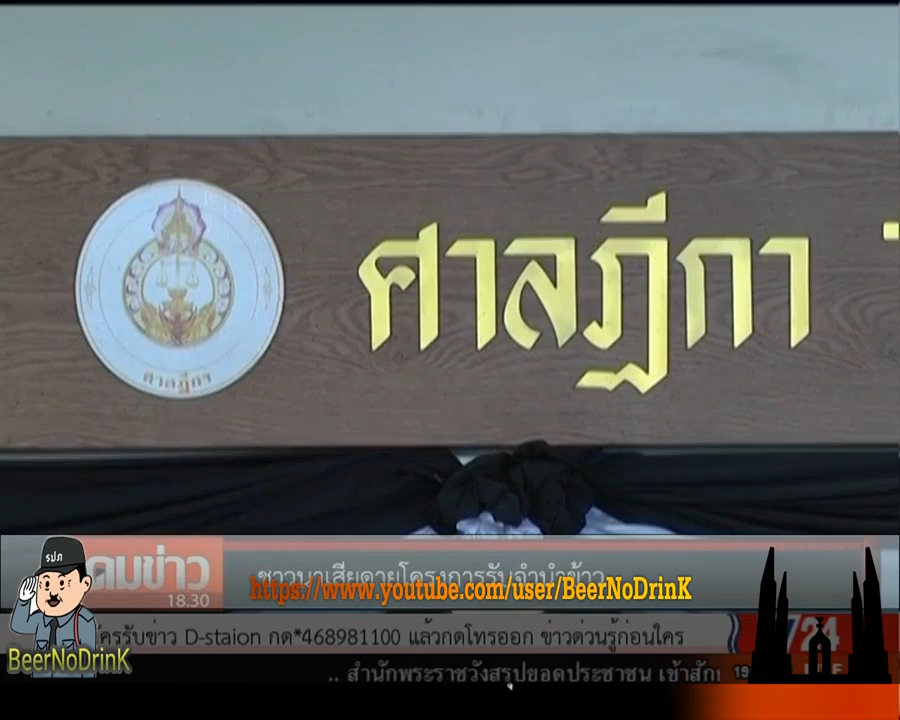 ศาลฎีกา
ศาลฎีกา
รปภ
คมข่าว
18.30
ชาวนาเสียดายโครงการรับจำนำข้าว
https://www.youtube.com/user/BeerNoDrinK
ครรับข่าว D-staion กด*468981100 แล้วกดโทรออก ข่าวด่วนรู้ก่อนใคร
/24
BeerNoDrinK
.. สำนักพระราชวังสรุปยอดประชาชน เข้าสัก